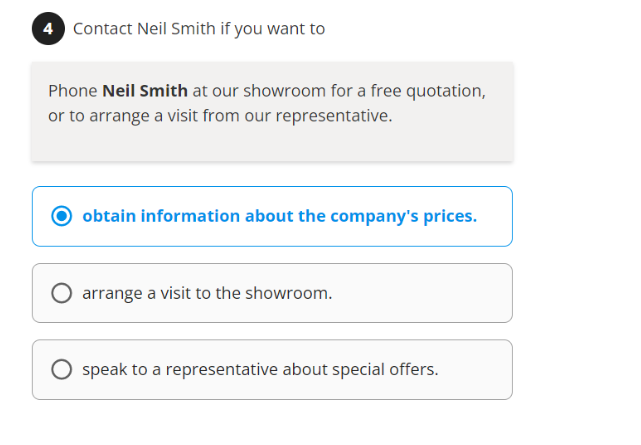 4 Contact Neil Smith if you want to
Phone Neil Smith at our showroom for a free quotation,
or to arrange a visit from our representative.
obtain information about the company's prices.
arrange a visit to the showroom.
speak to a representative about special offers.